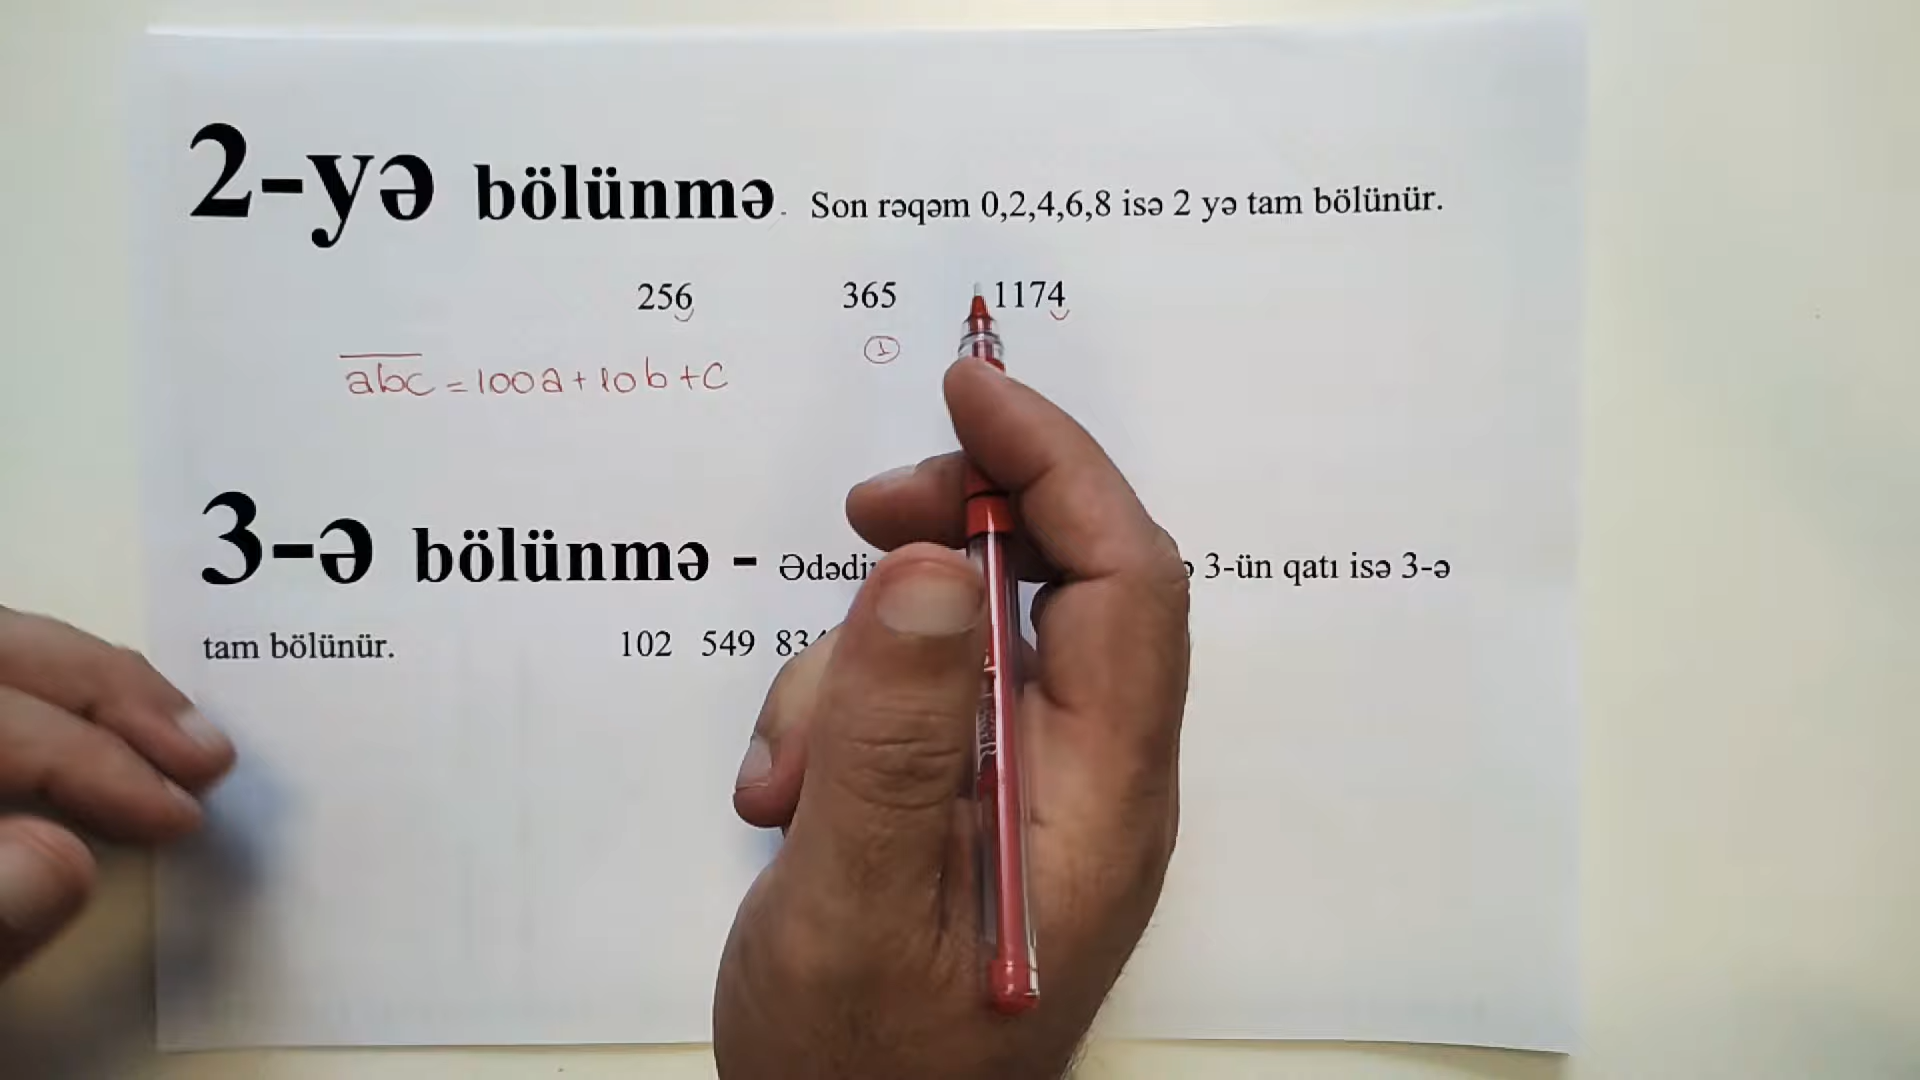 2-yə bölünmə. Son rəqəm 0,2,4,6,8 isə 2 yə tam bölünür.
256 365 1174
1
abc = 100a + 10b + c
3-ə bölünmə - 3-ün qatı isə 3-ə
tam bölünür. 102 549